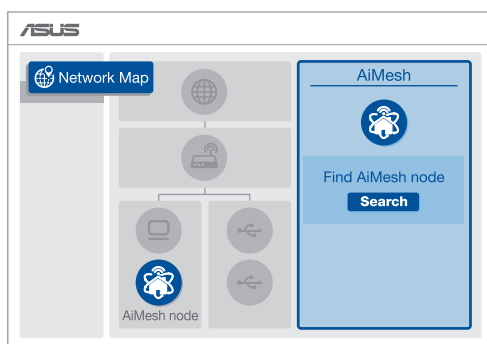 ASUS
Network Map
AiMesh
Find AiMesh node
Search
AiMesh node